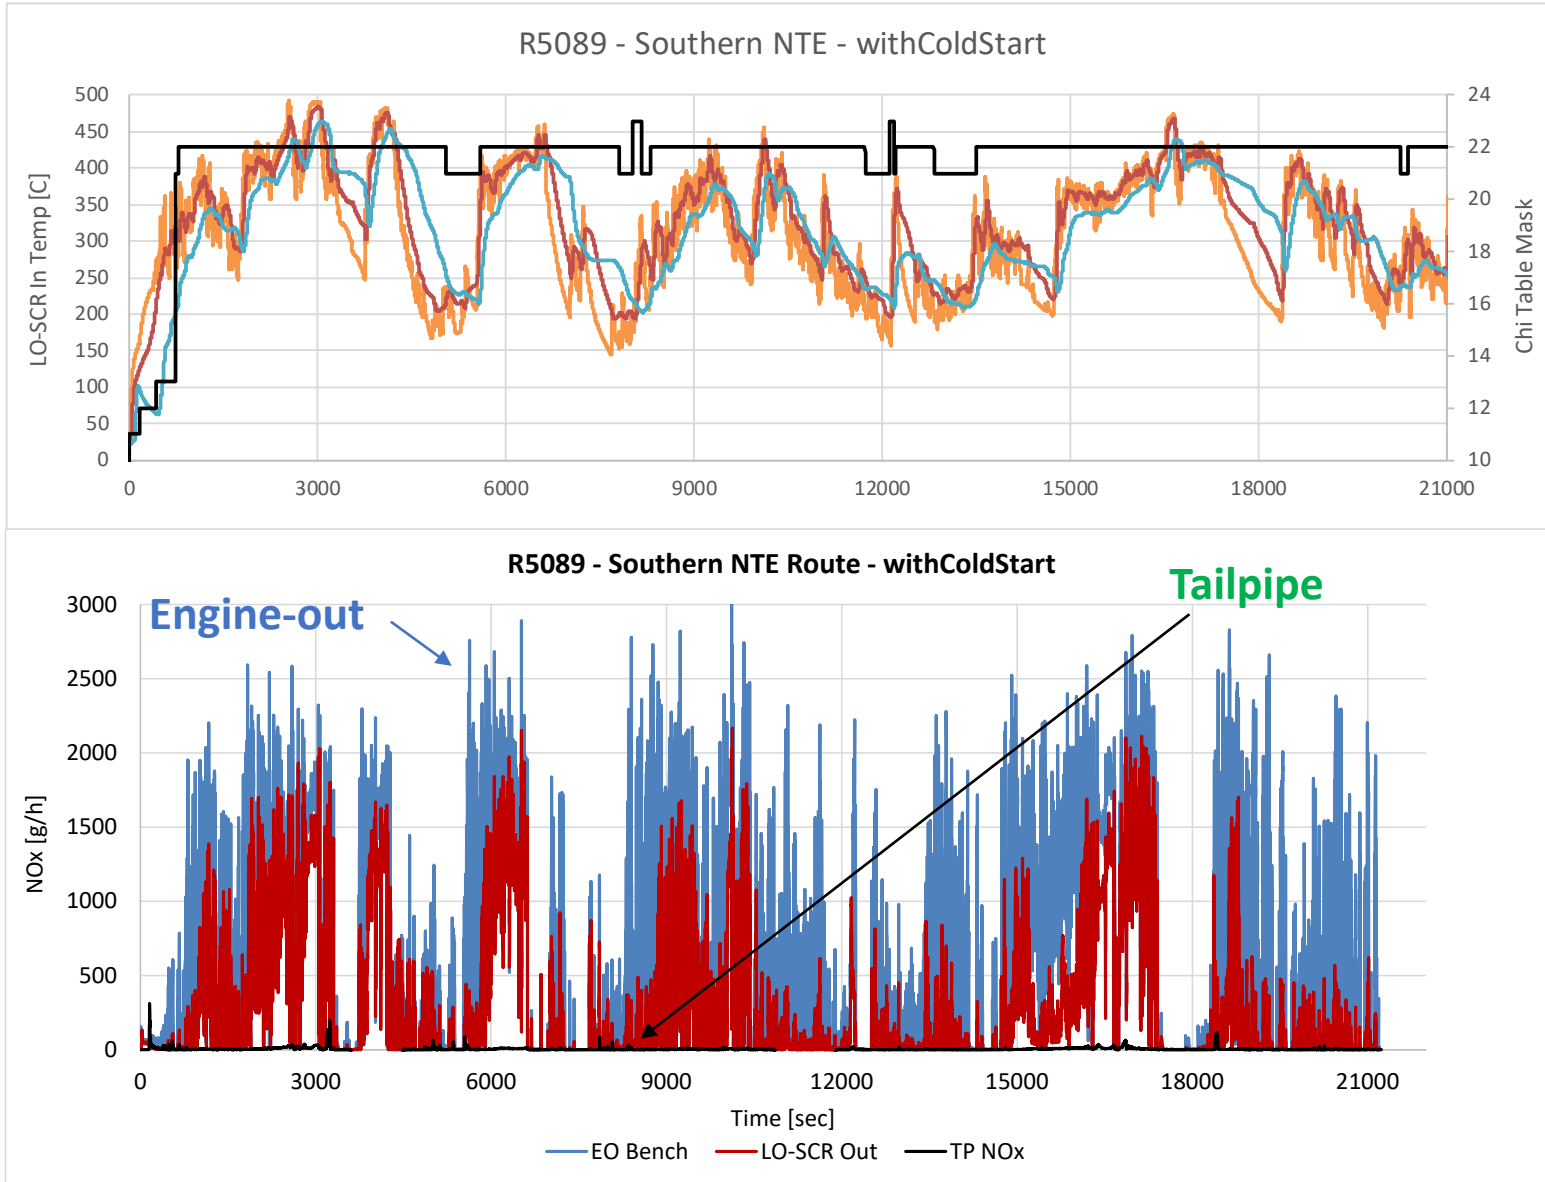 R5089 - Southern NTE - withColdStart
500
450
400
350
300
250
200
150
100
50
0
LO-SCR In Temp [C]
24
22
20
18
16
14
12
10
Chi Table Mask
0 3000 6000 9000 12000 15000 18000 21000
R5089 - Southern NTE Route - withColdStart
Engine-out
Tailpipe
3000
2500
2000
1500
1000
500
0
NOx [g/h]
0 3000 6000 9000 12000 15000 18000 21000
Time [sec]
EO Bench LO-SCR Out TP NOx